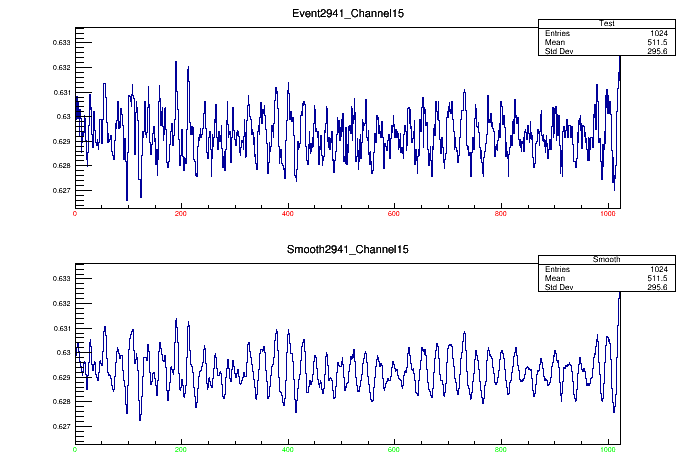 Event2941_Channel15
Test
Entries 1024
Mean 511.5
Std Dev 295.6
0.633
0.632
0.631
0.63
0.629
0.628
0.627
0 200 400 600 800 1000
Smooth2941_Channel15
Smooth
Entries 1024
Mean 511.5
Std Dev 295.6
0.633
0.632
0.631
0.63
0.629
0.628
0.627
0 200 400 600 800 1000